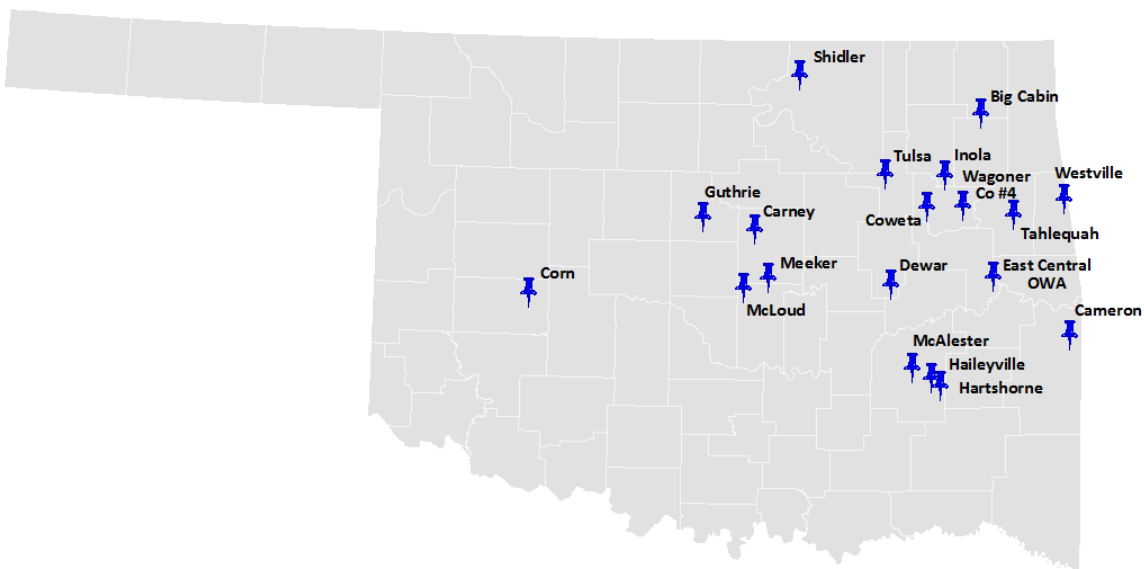 Shidler
Big Cabin
Tulsa
Inola
Wagoner
Co #4
Westville
Guthrie
Carney
Coweta
Tahlequah
Corn
Meeker
Dewar
East Central
OWA
McLoud
Cameron
McAlester
Haileyville
Hartshorne